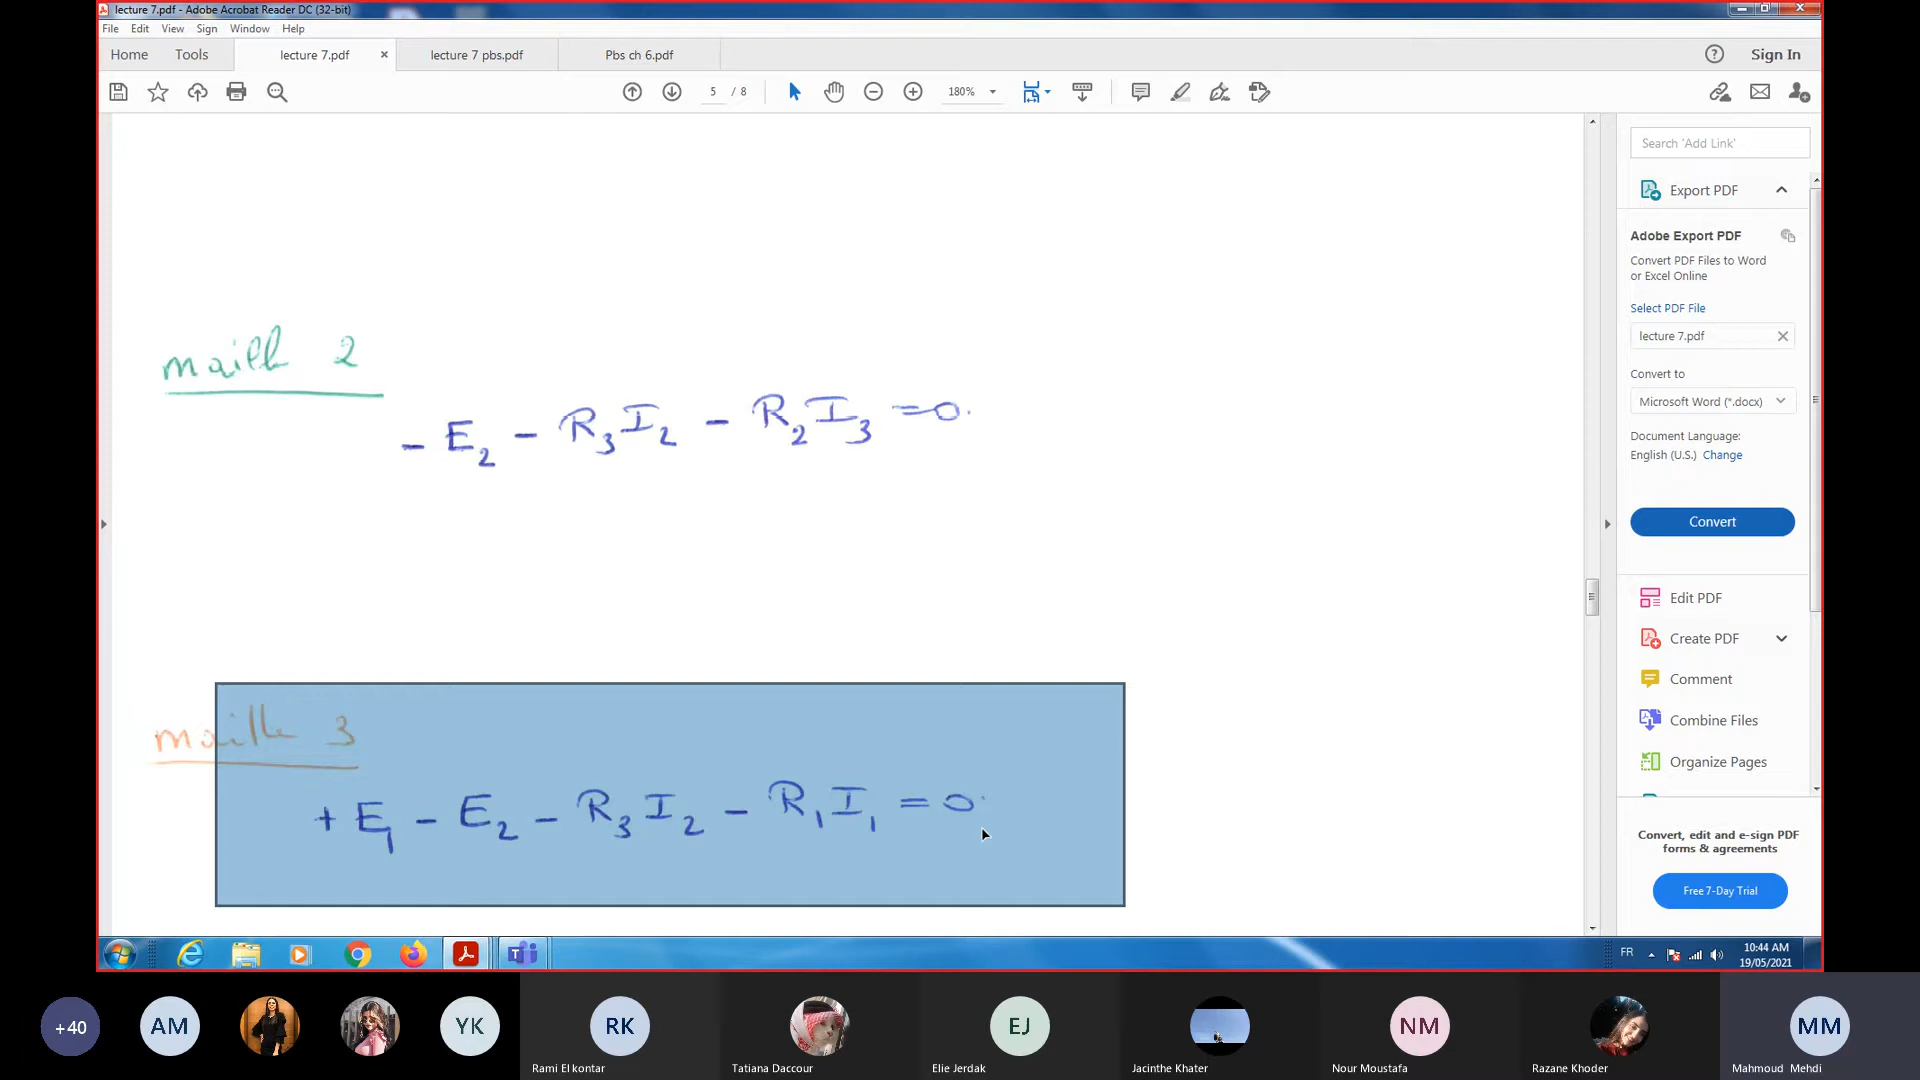 lecture 7.pdf - Adobe Acrobat Reader DC (32-bit)
File Edit View Sign Window Help
Home Tools lecture 7.pdf × lecture 7 pbs.pdf Pbs ch 6.pdf ? Sign In
5 / 8 180%
Search 'Add Link'
Export PDF
Adobe Export PDF
Convert PDF Files to Word
or Excel Online
Select PDF File
lecture 7.pdf
Convert to
Microsoft Word (*.docx)
Document Language:
English (U.S.) Change
Convert
Edit PDF
Create PDF
Comment
Combine Files
Organize Pages
Convert, edit and e-sign PDF
forms & agreements
Free 7-Day Trial
maille 2
- E₂ - R₃I₂ - R₂I₃ = 0.
maille 3
+ E₁ - E₂ - R₃I₂ - R₁I₁ = 0.
FR 10:44 AM
19/05/2021
+40 AM YK RK EJ NM MM
Rami El kontar Tatiana Daccour Elie Jerdak Jacinthe Khater Nour Moustafa Razane Khoder Mahmoud Mehdi